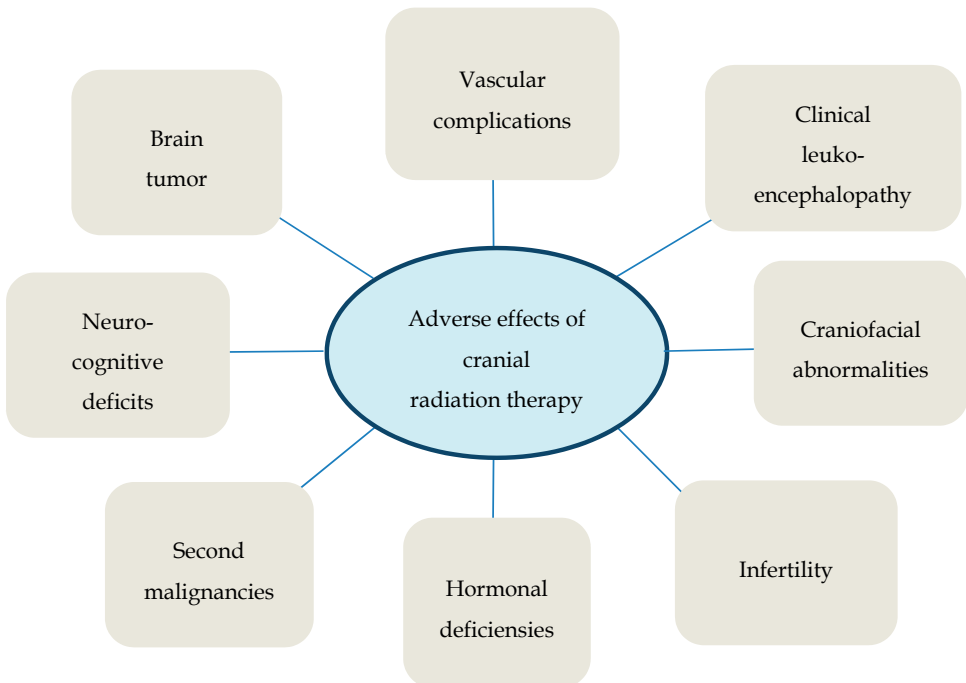 Vascular
complications
Clinical
leuko-
encephalopathy
Brain
tumor
Adverse effects of
cranial
radiation therapy
Neuro-
cognitive
deficits
Craniofacial
abnormalities
Second
malignancies
Hormonal
deficiensies
Infertility